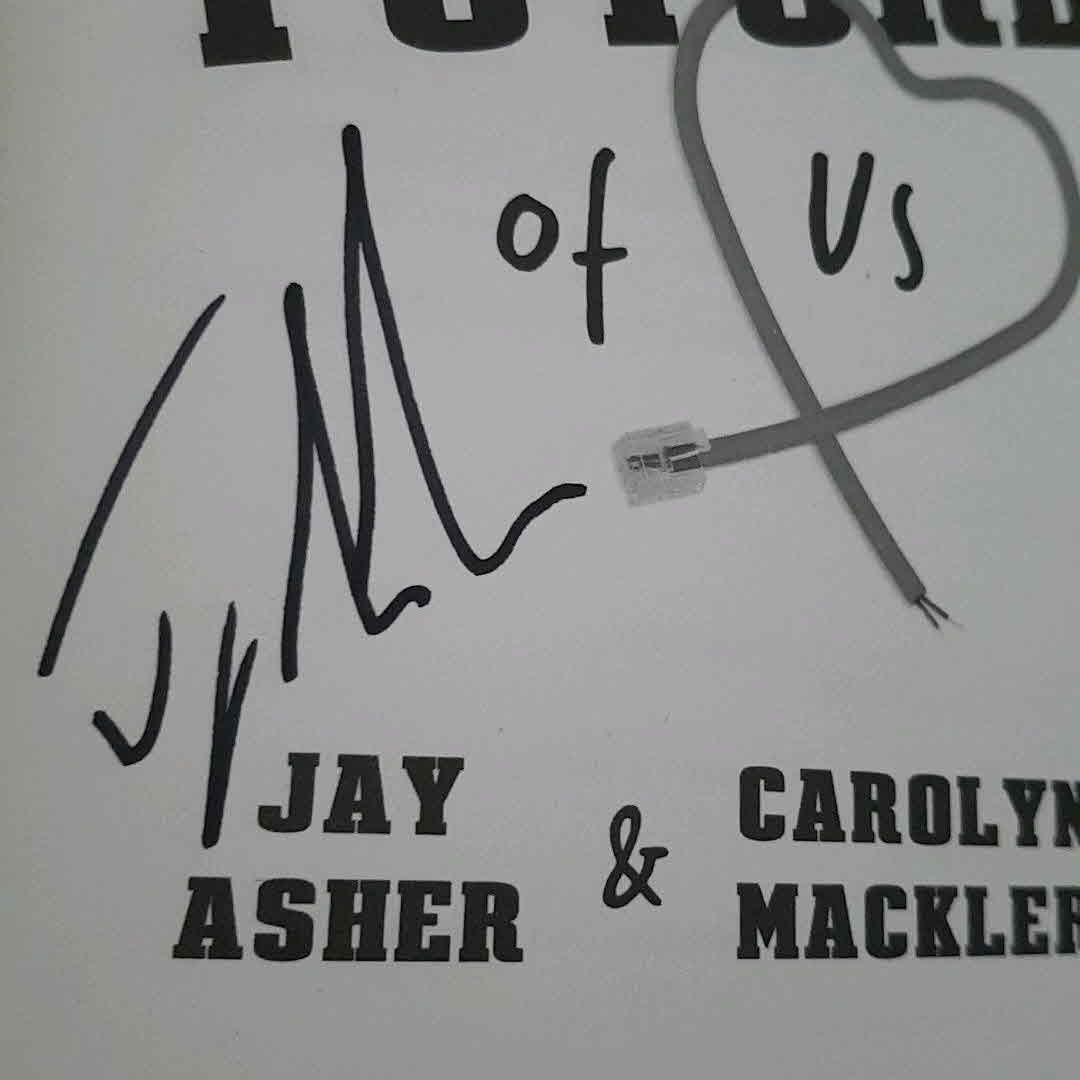 of US
JAY
ASHER
&
CAROLYN
MACKLER